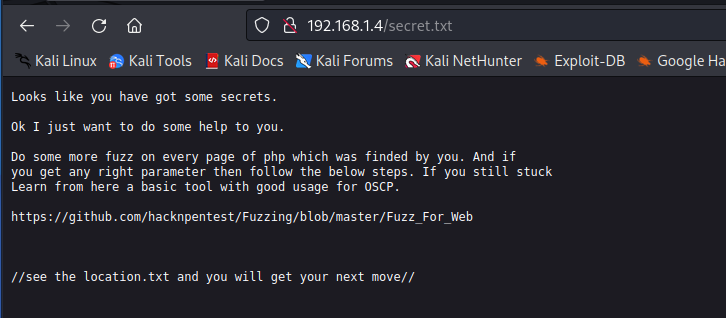 192.168.1.4/secret.txt
Kali Linux Kali Tools Kali Docs Kali Forums Kali NetHunter Exploit-DB Google Ha
Looks like you have got some secrets.
Ok I just want to do some help to you.
Do some more fuzz on every page of php which was finded by you. And if
you get any right parameter then follow the below steps. If you still stuck
Learn from here a basic tool with good usage for OSCP.
https://github.com/hacknpentest/Fuzzing/blob/master/Fuzz_For_Web
//see the location.txt and you will get your next move//